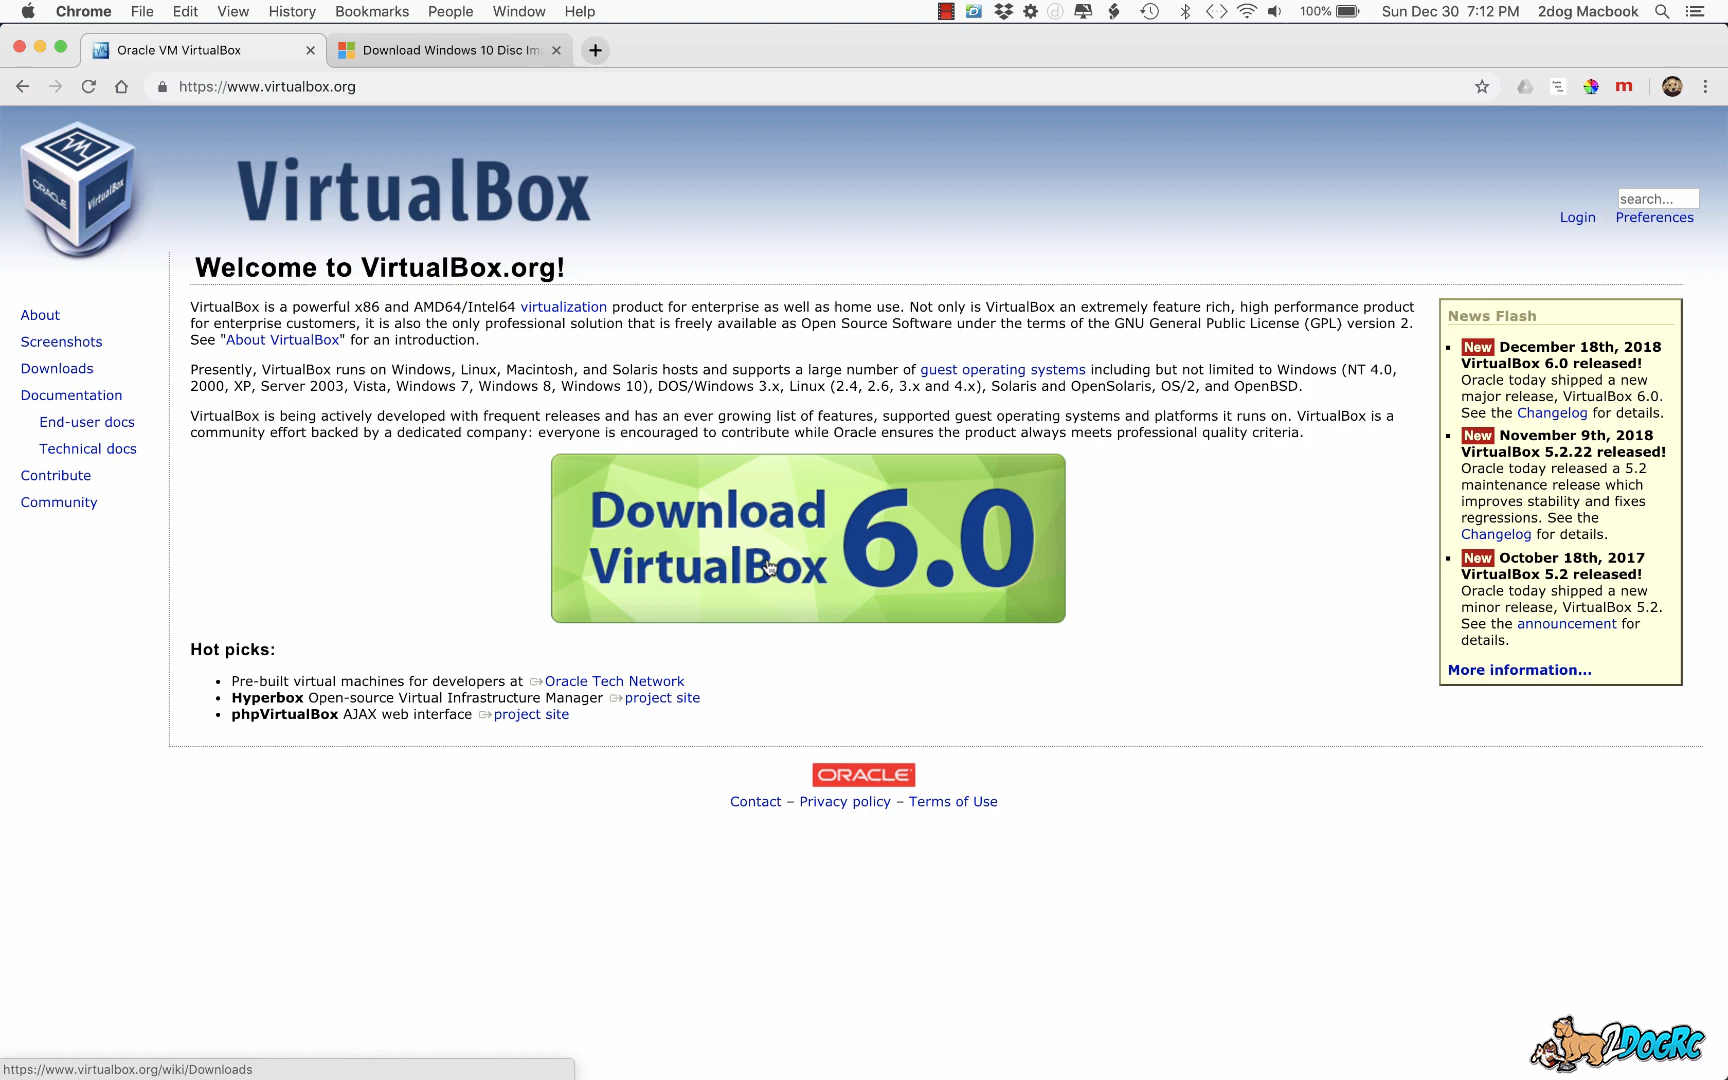 Chrome File Edit View History Bookmarks People Window Help 100% Sun Dec 30 7:12 PM 2dog Macbook
Oracle VM VirtualBox Download Windows 10 Disc Im
https://www.virtualbox.org m
ORACLE VirtualBox
VirtualBox
search...
Login Preferences
Welcome to VirtualBox.org!
About
Screenshots
Downloads
Documentation
End-user docs
Technical docs
Contribute
Community
VirtualBox is a powerful x86 and AMD64/Intel64 virtualization product for enterprise as well as home use. Not only is VirtualBox an extremely feature rich, high performance product
for enterprise customers, it is also the only professional solution that is freely available as Open Source Software under the terms of the GNU General Public License (GPL) version 2.
See "About VirtualBox" for an introduction.
Presently, VirtualBox runs on Windows, Linux, Macintosh, and Solaris hosts and supports a large number of guest operating systems including but not limited to Windows (NT 4.0,
2000, XP, Server 2003, Vista, Windows 7, Windows 8, Windows 10), DOS/Windows 3.x, Linux (2.4, 2.6, 3.x and 4.x), Solaris and OpenSolaris, OS/2, and OpenBSD.
VirtualBox is being actively developed with frequent releases and has an ever growing list of features, supported guest operating systems and platforms it runs on. VirtualBox is a
community effort backed by a dedicated company: everyone is encouraged to contribute while Oracle ensures the product always meets professional quality criteria.
Download
VirtualBox 6.0
Hot picks:
• Pre-built virtual machines for developers at Oracle Tech Network
• Hyperbox Open-source Virtual Infrastructure Manager project site
• phpVirtualBox AJAX web interface project site
News Flash
New December 18th, 2018
VirtualBox 6.0 released!
Oracle today shipped a new
major release, VirtualBox 6.0.
See the Changelog for details.
New November 9th, 2018
VirtualBox 5.2.22 released!
Oracle today released a 5.2
maintenance release which
improves stability and fixes
regressions. See the
Changelog for details.
New October 18th, 2017
VirtualBox 5.2 released!
Oracle today shipped a new
minor release, VirtualBox 5.2.
See the announcement for
details.
More information...
ORACLE
Contact – Privacy policy – Terms of Use
2DOGRC
https://www.virtualbox.org/wiki/Downloads